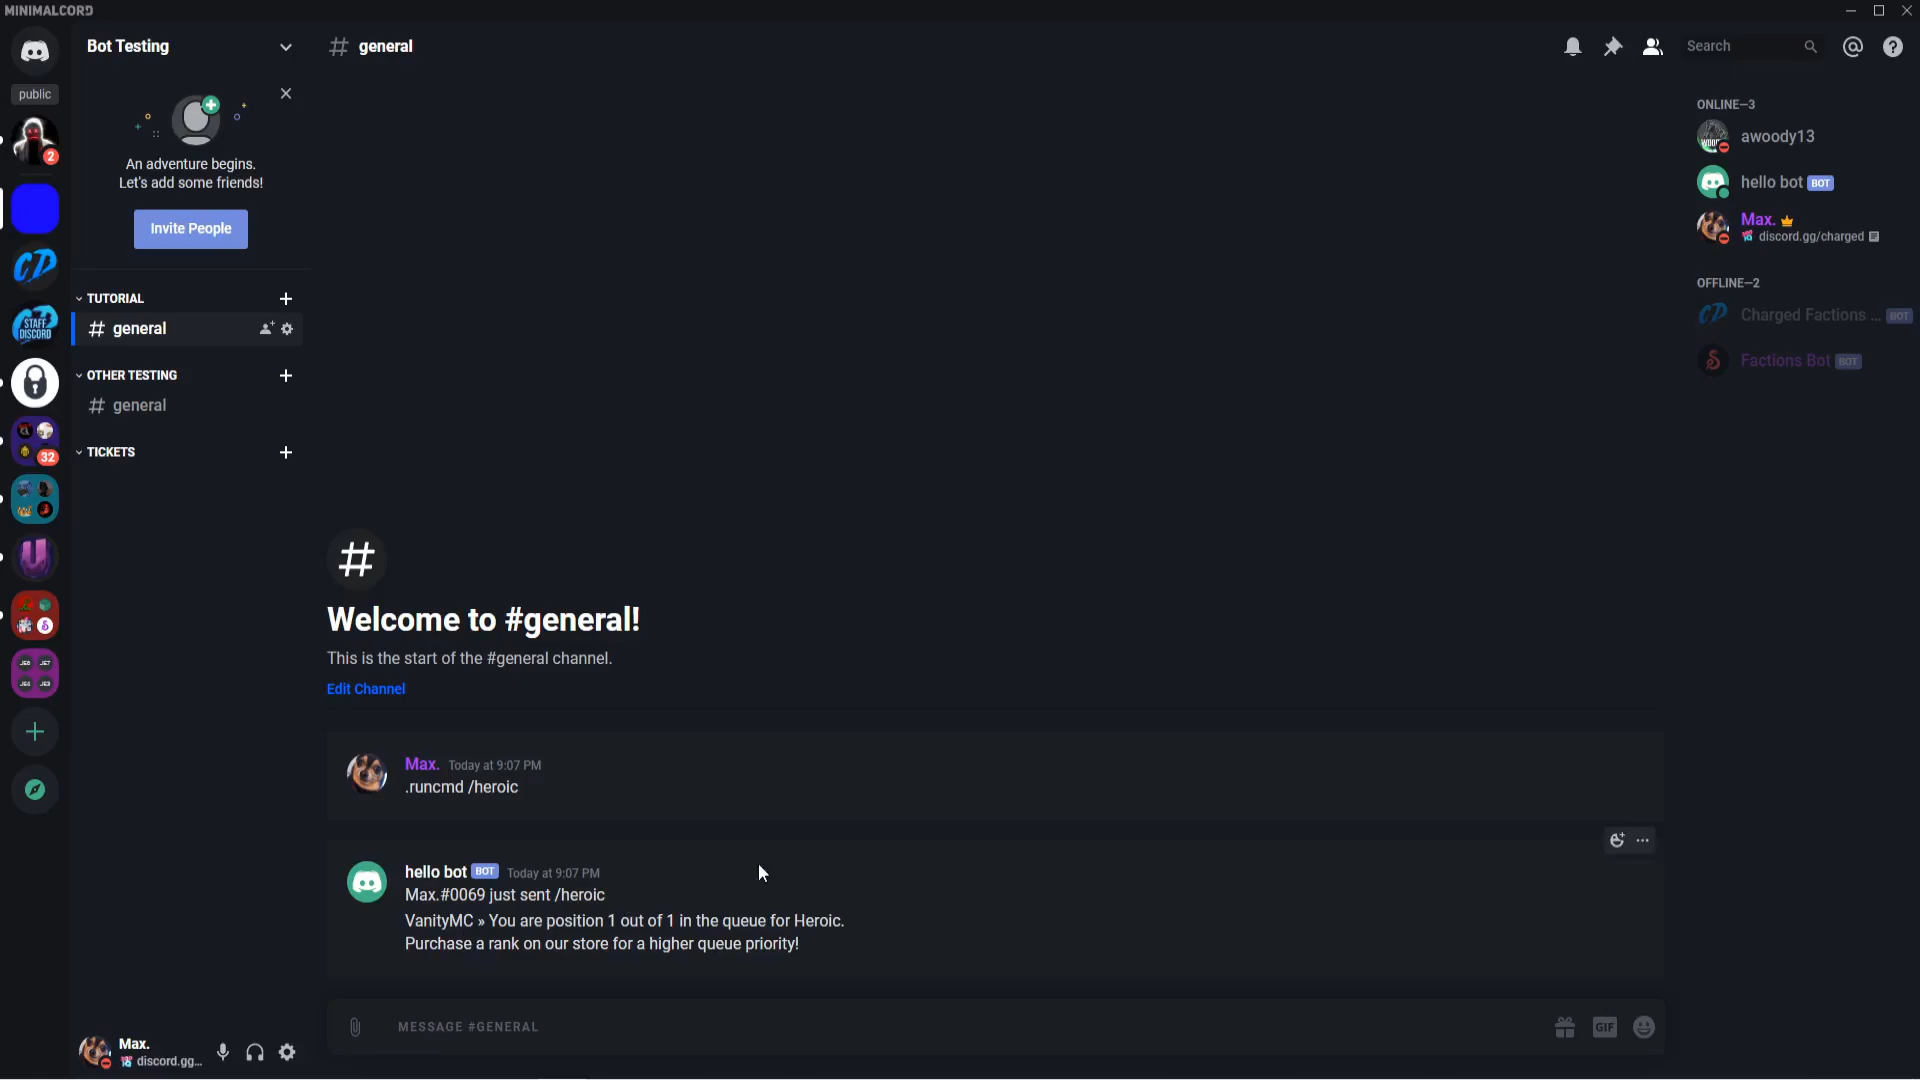 MINIMALCORD
public
2
STAFF
DISCORD
32
U
Bot Testing
An adventure begins.
Let's add some friends!
Invite People
TUTORIAL
general
OTHER TESTING
general
TICKETS
Max.
discord.gg...
general
Search
Welcome to #general!
This is the start of the #general channel.
Edit Channel
Max. Today at 9:07 PM
.runcmd /heroic
hello bot BOT Today at 9:07 PM
Max.#0069 just sent /heroic
VanityMC » You are position 1 out of 1 in the queue for Heroic.
Purchase a rank on our store for a higher queue priority!
MESSAGE #GENERAL
GIF
ONLINE—3
awoody13
hello bot BOT
Max.
discord.gg/charged
OFFLINE—2
Charged Factions ... BOT
Factions Bot BOT